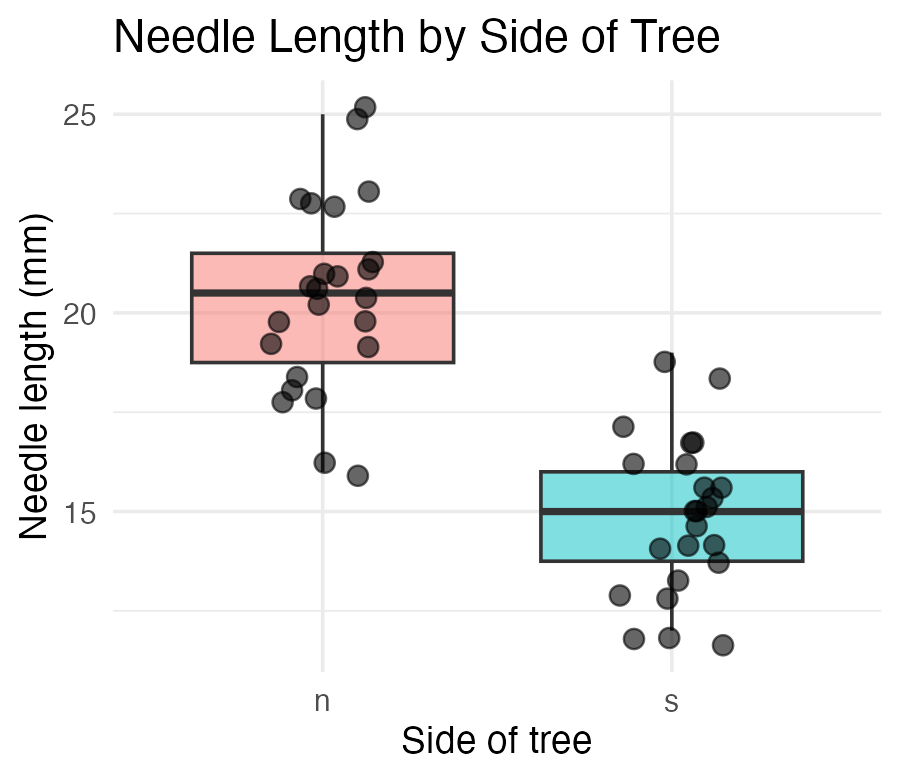 Needle Length by Side of Tree
25
20
15
Needle length (mm)
n
s
Side of tree